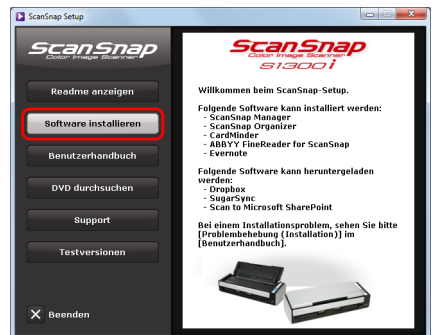 ScanSnap Setup
ScanSnap
Color Image Scanner
Readme anzeigen
Software installieren
Benutzerhandbuch
DVD durchsuchen
Support
Testversionen
Beenden
ScanSnap
Color Image Scanner
S1300i
Willkommen beim ScanSnap-Setup.
Folgende Software kann installiert werden:
- ScanSnap Manager
- ScanSnap Organizer
- CardMinder
- ABBYY FineReader for ScanSnap
- Evernote
Folgende Software kann heruntergeladen
werden:
- Dropbox
- SugarSync
- Scan to Microsoft SharePoint
Bei einem Installationsproblem, sehen Sie bitte
[Problembehebung (Installation)] im
[Benutzerhandbuch].